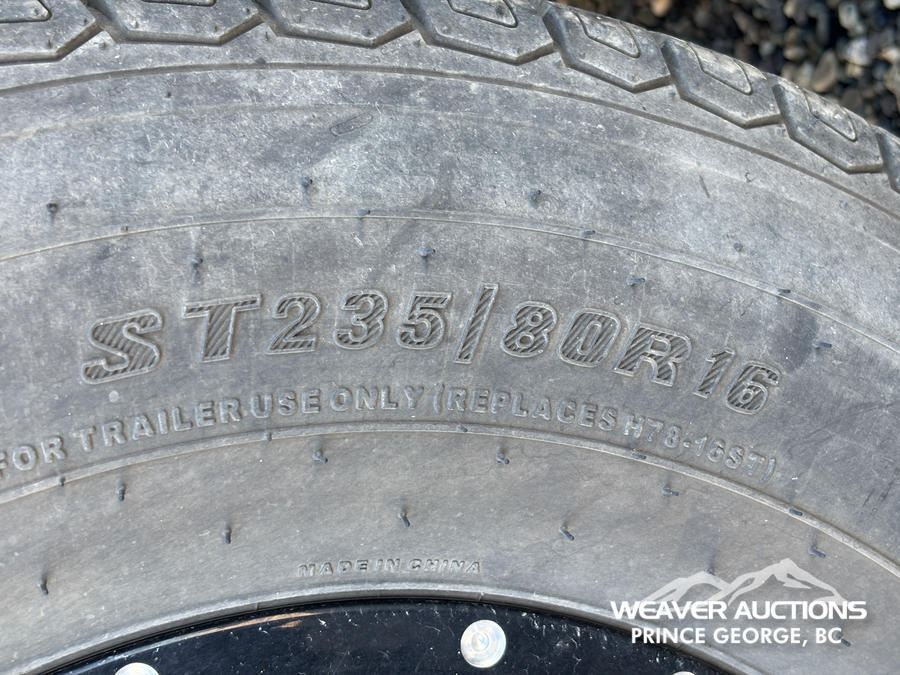 ST235/80R16
FOR TRAILER USE ONLY (REPLACES H78-16ST)
MADE IN CHINA
WEAVER AUCTIONS
PRINCE GEORGE, BC